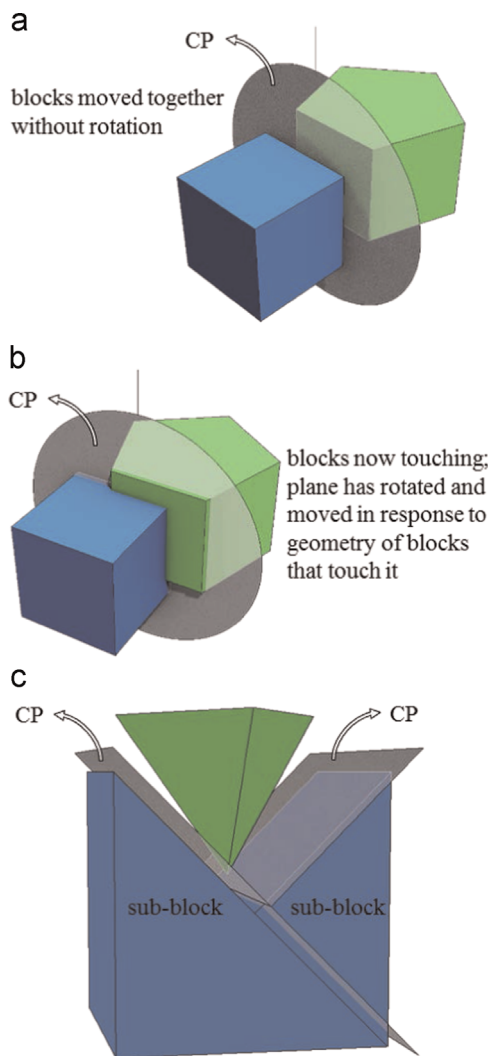 a
CP
blocks moved together
without rotation
b
CP
blocks now touching;
plane has rotated and
moved in response to
geometry of blocks
that touch it
c
CP
CP
sub-block
sub-block